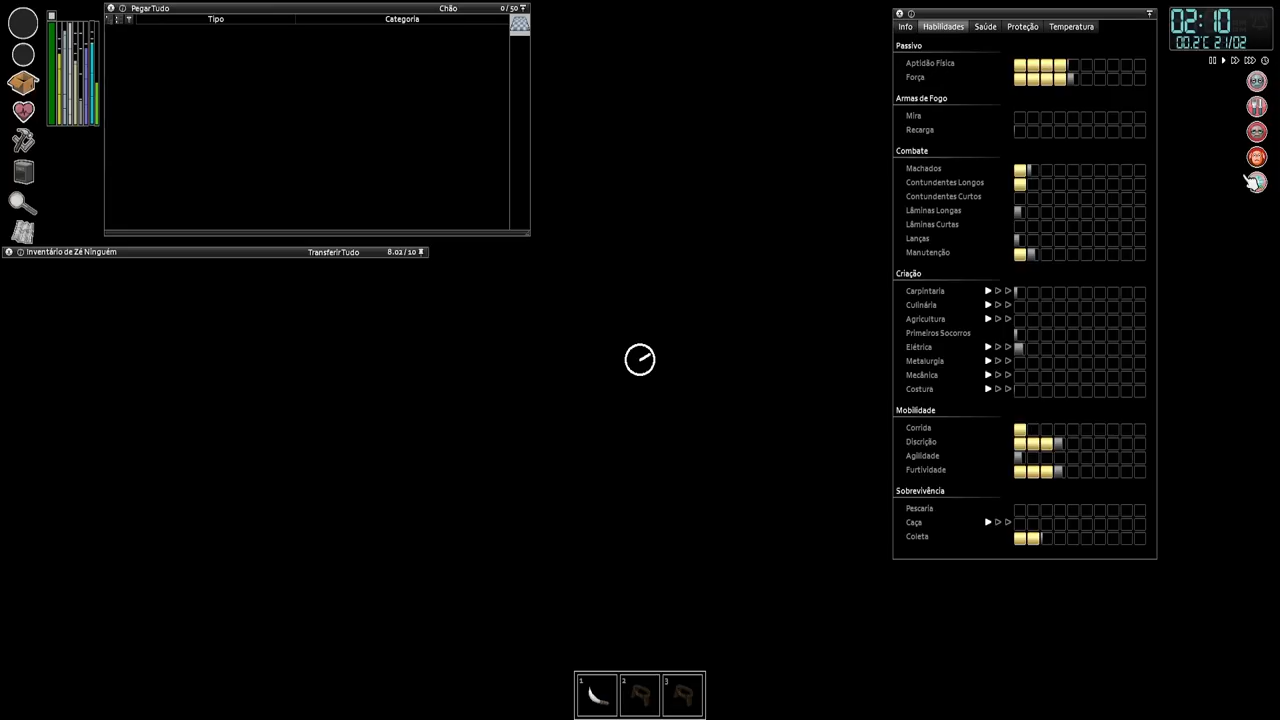 PegarTudo Chão 0/50
Tipo Categoria
Inventário de Zé Ninguém TransferirTudo 8.02/10
Info Habilidades Saúde Proteção Temperatura
Passivo
Aptidão Física
Força
Armas de Fogo
Mira
Recarga
Combate
Machados
Contundentes Longos
Contundentes Curtos
Lâminas Longas
Lâminas Curtas
Lanças
Manutenção
Criação
Carpintaria
Culinária
Agricultura
Primeiros Socorros
Elétrica
Metalurgia
Mecânica
Costura
Mobilidade
Corrida
Discrição
Agilidade
Furtividade
Sobrevivência
Pescaria
Caça
Coleta
02:10
00.2°C 21/02
1 2 3